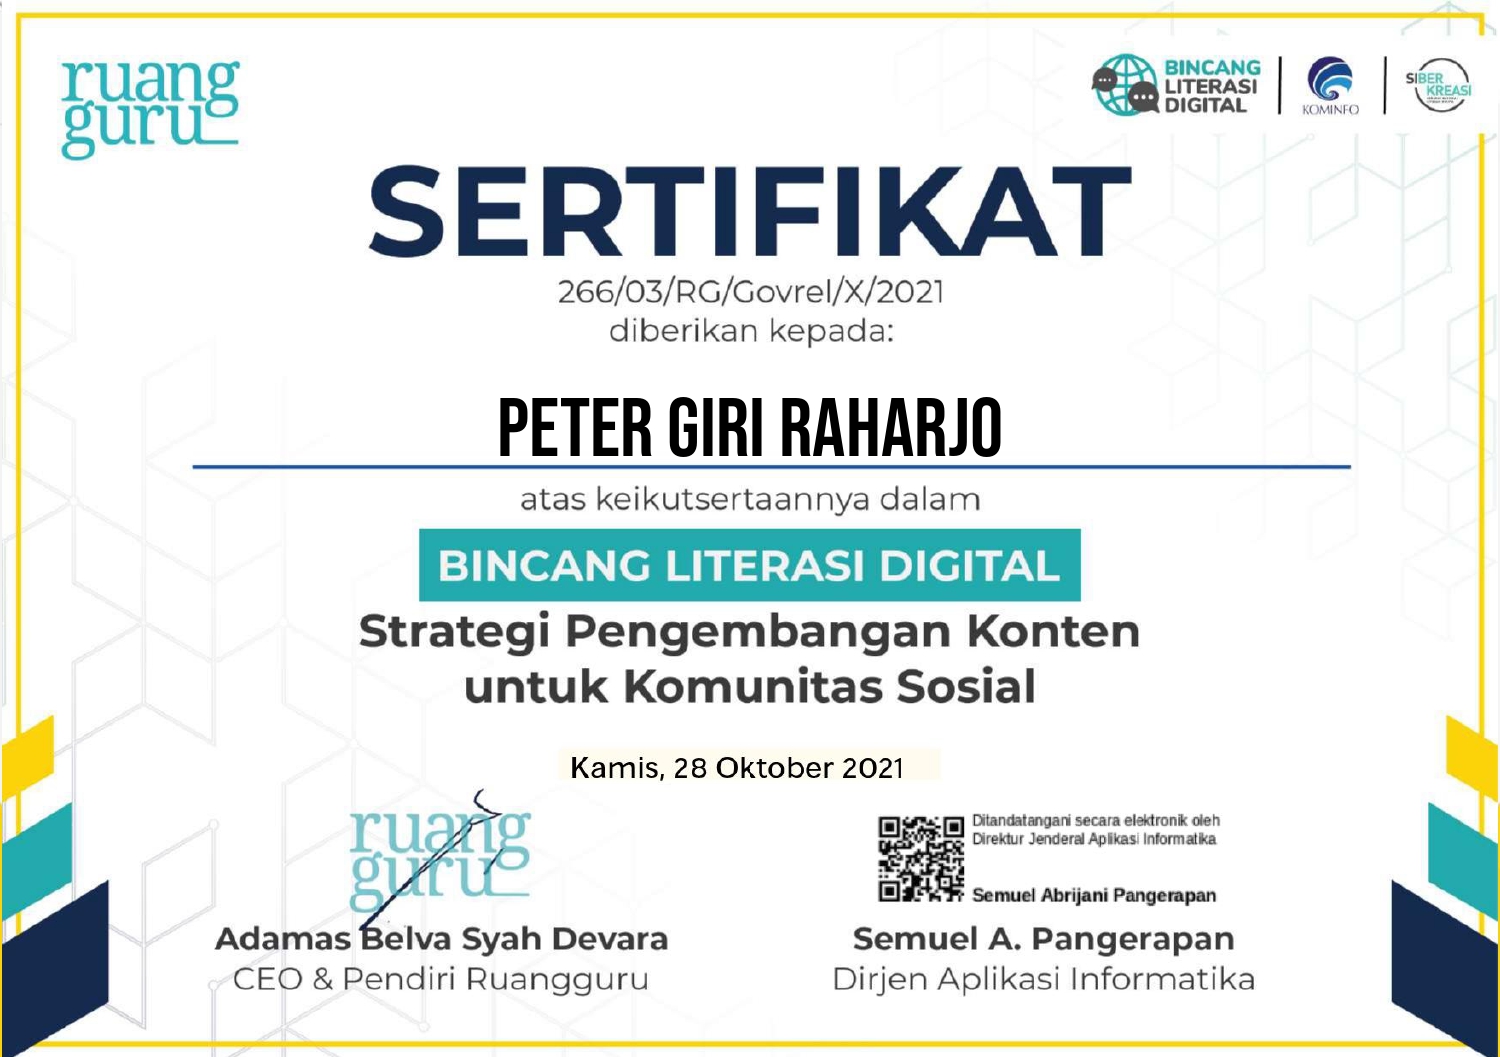 ruang
guru
BINCANG
LITERASI
DIGITAL
KOMINFO
SIBER
KREASI
SERTIFIKAT
266/03/RG/Govrel/X/2021
diberikan kepada:
PETER GIRI RAHARJO
atas keikutsertaannya dalam
BINCANG LITERASI DIGITAL
Strategi Pengembangan Konten
untuk Komunitas Sosial
Kamis, 28 Oktober 2021
ruang
guru
Adamas Belva Syah Devara
CEO & Pendiri Ruangguru
Ditandatangani secara elektronik oleh
Direktur Jenderal Aplikasi Informatika
Semuel Abrijani Pangerapan
Semuel A. Pangerapan
Dirjen Aplikasi Informatika